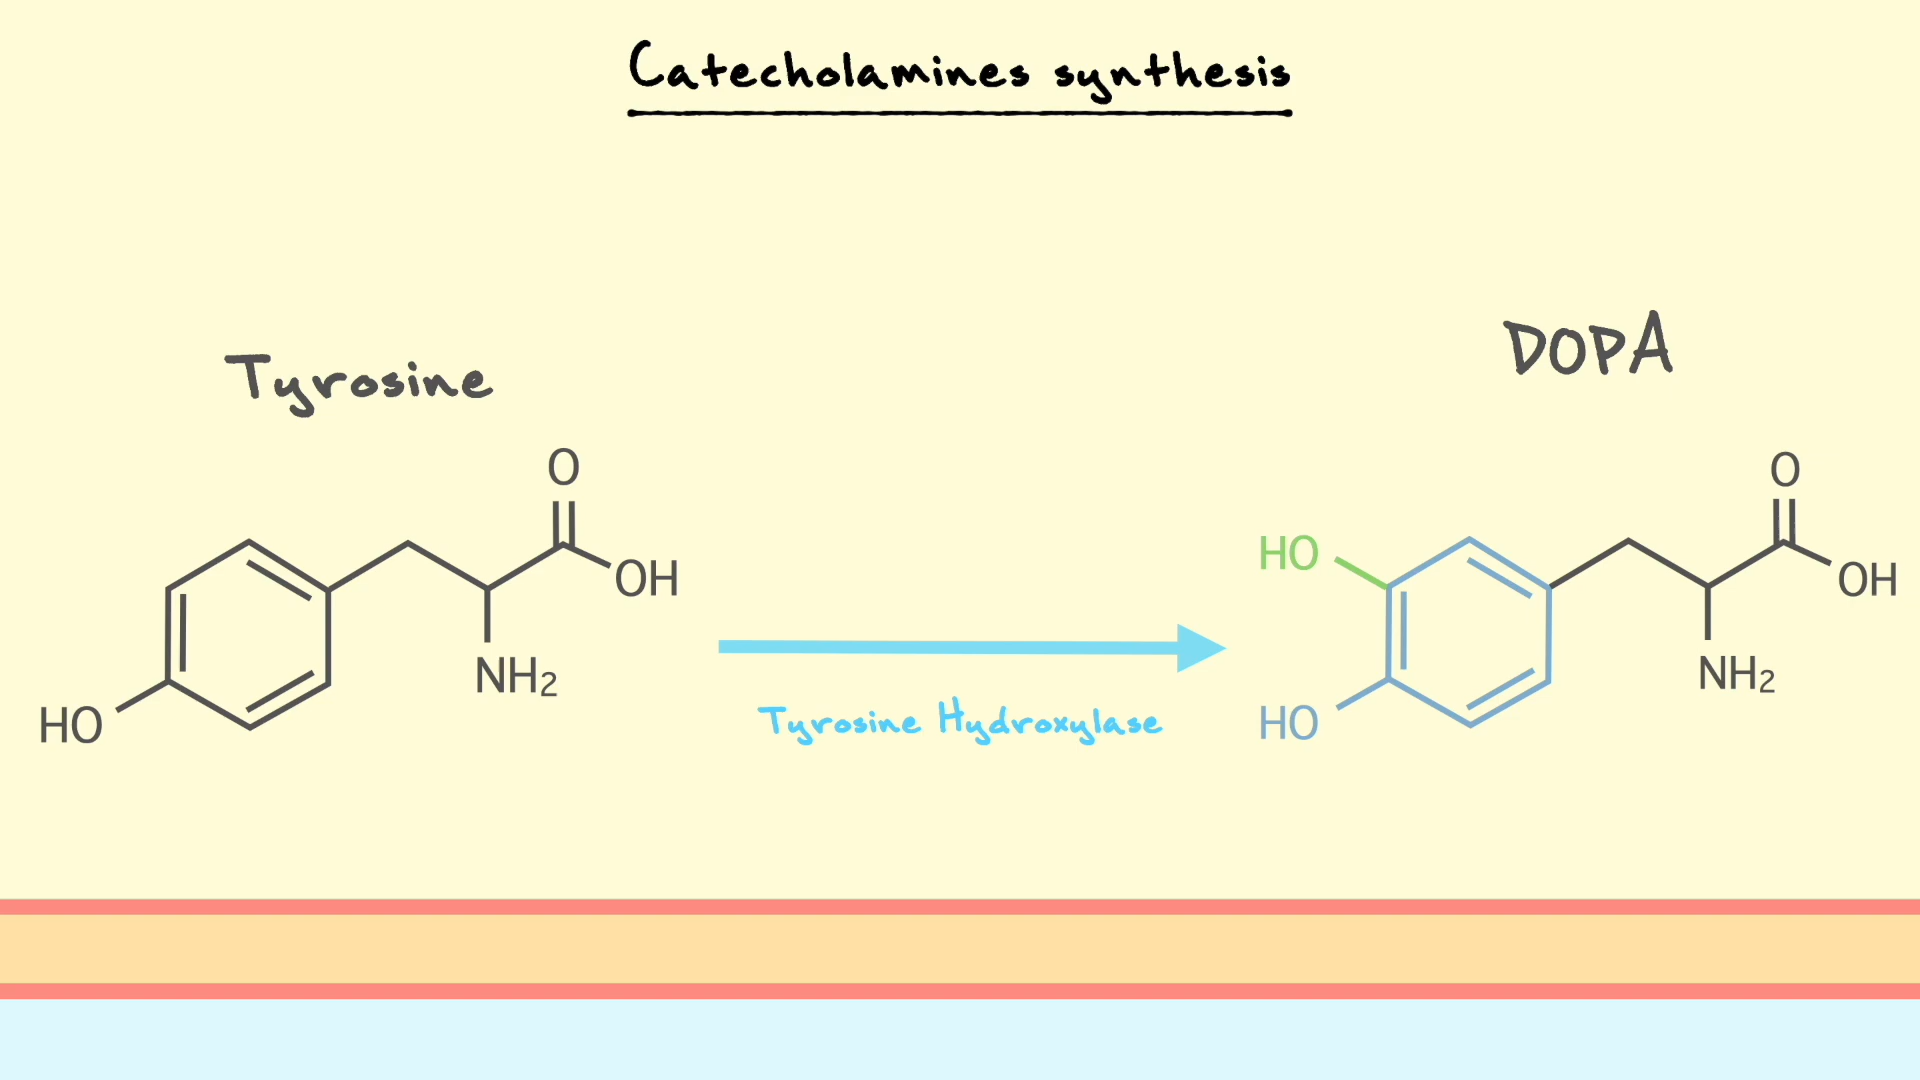 Catecholamines synthesis
Tyrosine
DOPA
O
OH
NH₂
HO
Tyrosine Hydroxylase
O
HO
OH
NH₂
HO